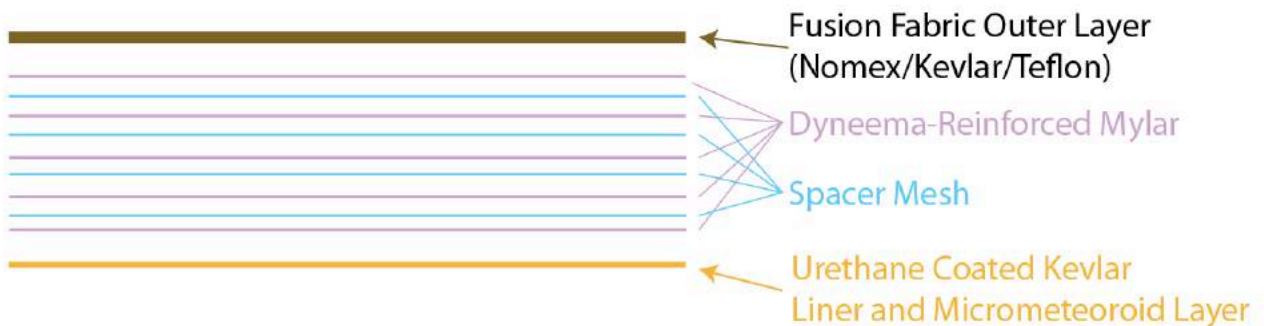 Fusion Fabric Outer Layer
(Nomex/Kevlar/Teflon)
Dyneema-Reinforced Mylar
Spacer Mesh
Urethane Coated Kevlar
Liner and Micrometeoroid Layer